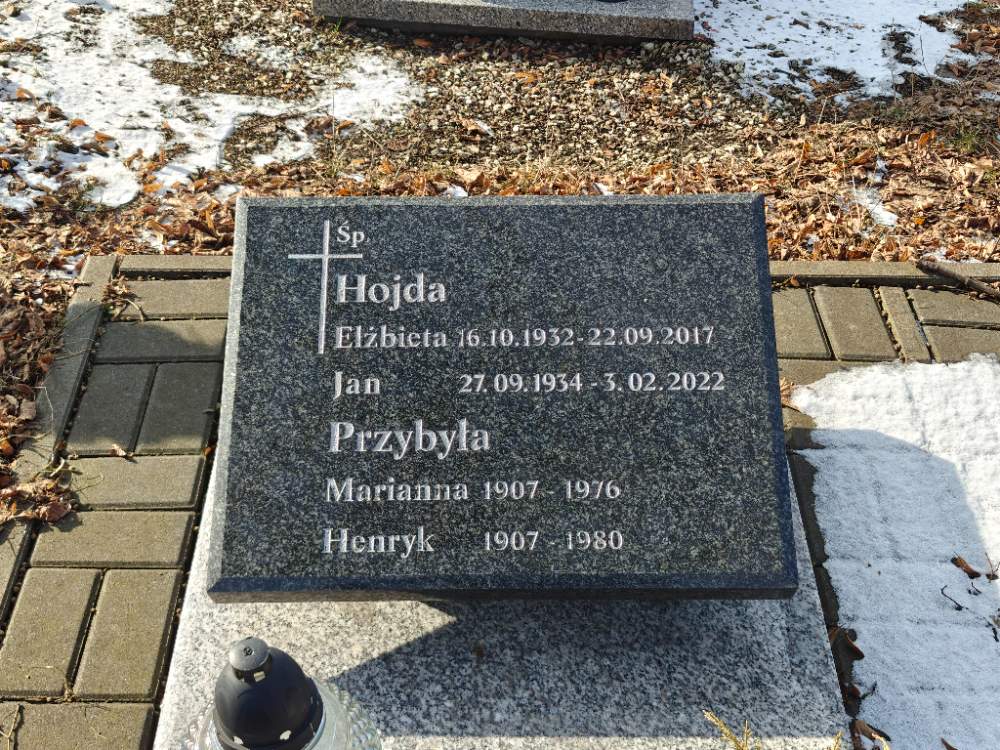 Śp.
Hojda
Elżbieta 16.10.1932 - 22.09.2017
Jan 27.09.1934 - 3.02.2022
Przybyła
Marianna 1907 - 1976
Henryk 1907 - 1980